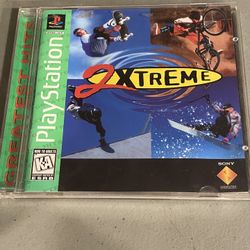 GREATEST HITS
PlayStation
2XTREME
K-A
SONY